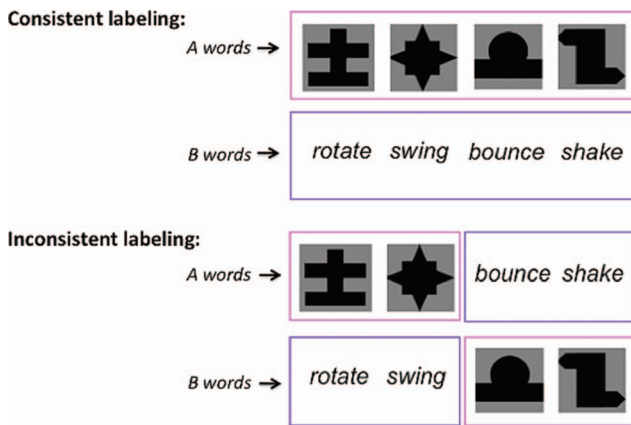 Consistent labeling:
A words →
B words → rotate swing bounce shake
Inconsistent labeling:
A words → bounce shake
B words → rotate swing